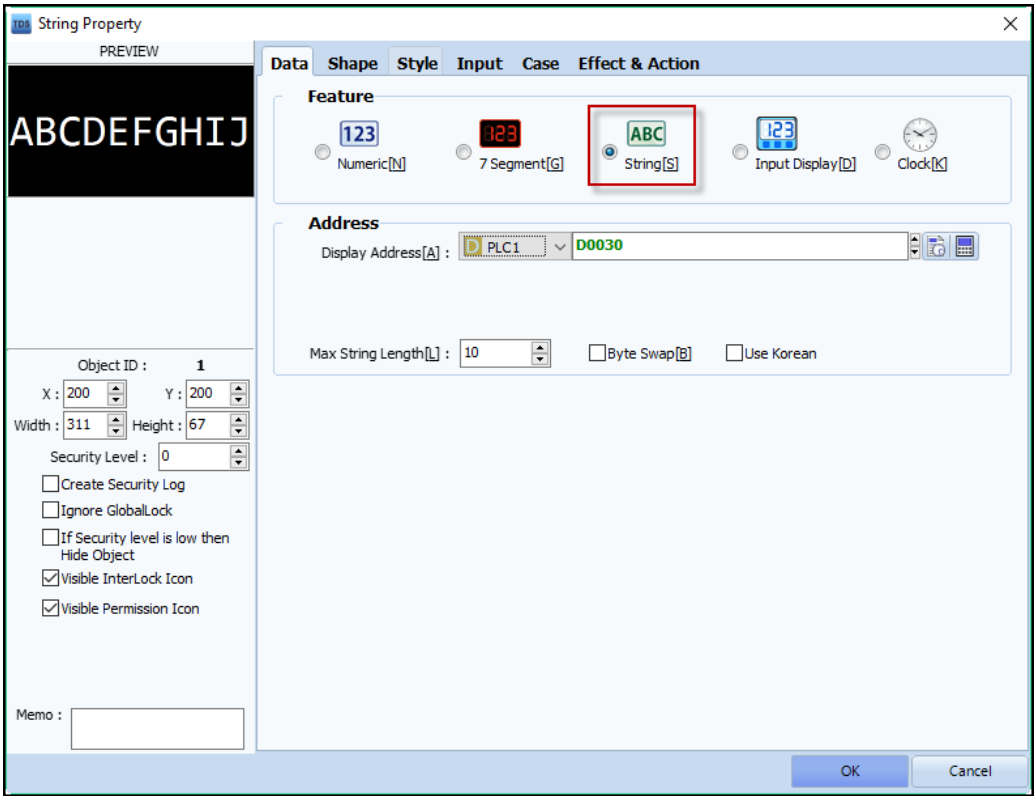 TDS String Property
PREVIEW
ABCDEFGHIJ
Data Shape Style Input Case Effect & Action
Feature
123 Numeric[N]
123 7 Segment[G]
ABC String[S]
123 Input Display[D]
Clock[K]
Address
Display Address[A] : D PLC1 D0030
Max String Length[L] : 10 Byte Swap[B] Use Korean
Object ID : 1
X : 200 Y : 200
Width : 311 Height : 67
Security Level : 0
Create Security Log
Ignore GlobalLock
If Security level is low then
Hide Object
Visible InterLock Icon
Visible Permission Icon
Memo :
OK Cancel